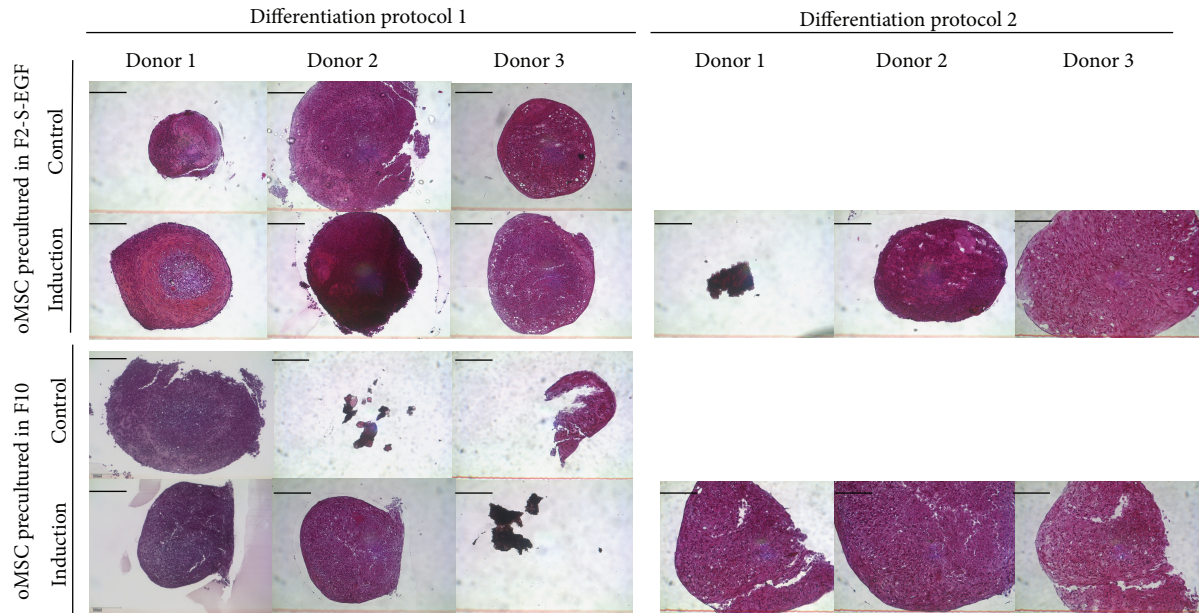 Differentiation protocol 1
Differentiation protocol 2
Donor 1
Donor 2
Donor 3
Donor 1
Donor 2
Donor 3
oMSC precultured in F2-S-EGF
Control
Induction
oMSC precultured in F10
Control
Induction